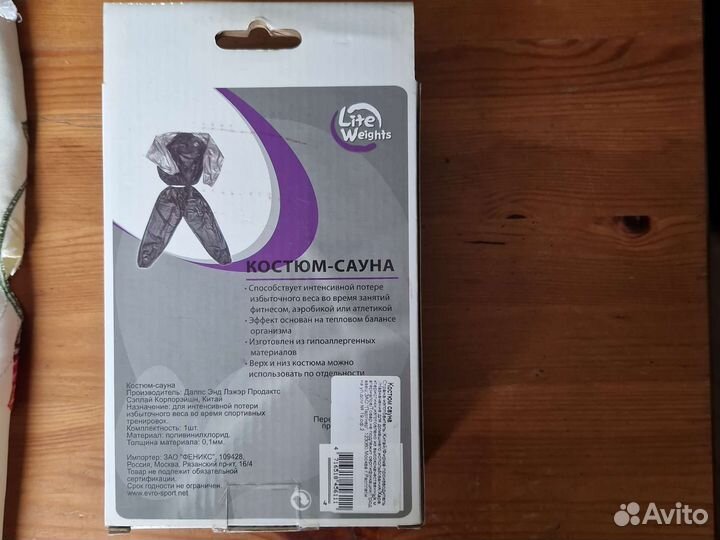 Lite
Weights
КОСТЮМ-САУНА
• Способствует интенсивной потере
избыточного веса во время занятий
фитнесом, аэробикой или атлетикой
• Эффект основан на тепловом балансе
организма
• Изготовлен из гипоаллергенных
материалов
• Верх и низ костюма можно
использовать по отдельности
Костюм-сауна
Производитель: Даллс Энд Лэжэр Продактс
Сэплай Корпорэйшн, Китай
Назначение: для интенсивной потери
избыточного веса во время спортивных
тренировок.
Комплектность: 1шт.
Материал: поливинилхлорид.
Толщина материала: 0,1мм.
Импортер: ЗАО "ФЕНИКС", 109428,
Россия, Москва, Рязанский пр-кт, 16/4
Товар не подлежит обязательной
сертификации.
Срок годности не ограничен.
www.evro-sport.net
Костюм сауна
Avito